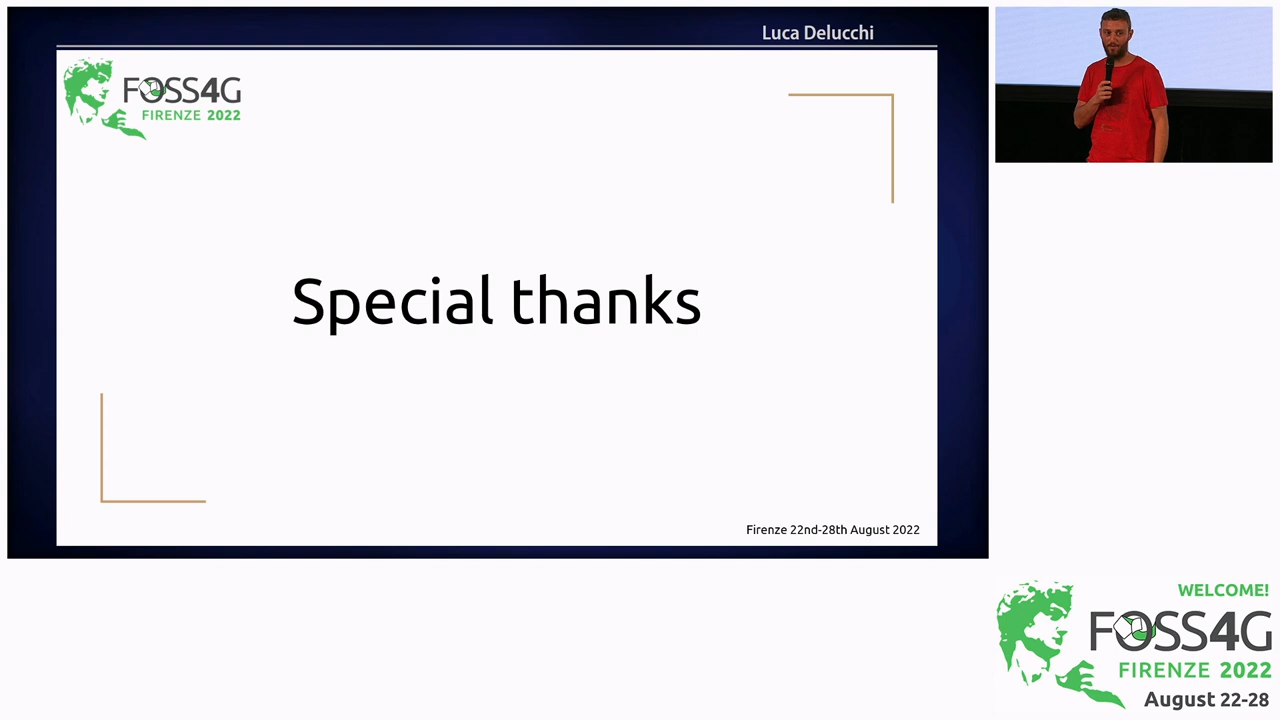 Luca Delucchi
FOSS4G
FIRENZE 2022
Special thanks
Firenze 22nd-28th August 2022
WELCOME!
FOSS4G
FIRENZE 2022
August 22-28